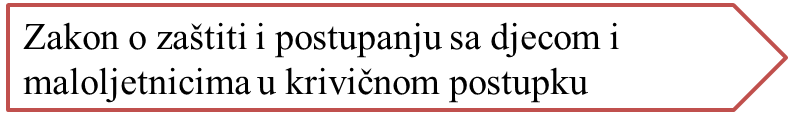 Zakon o zaštiti i postupanju sa djecom i
maloljetnicima u krivičnom postupku